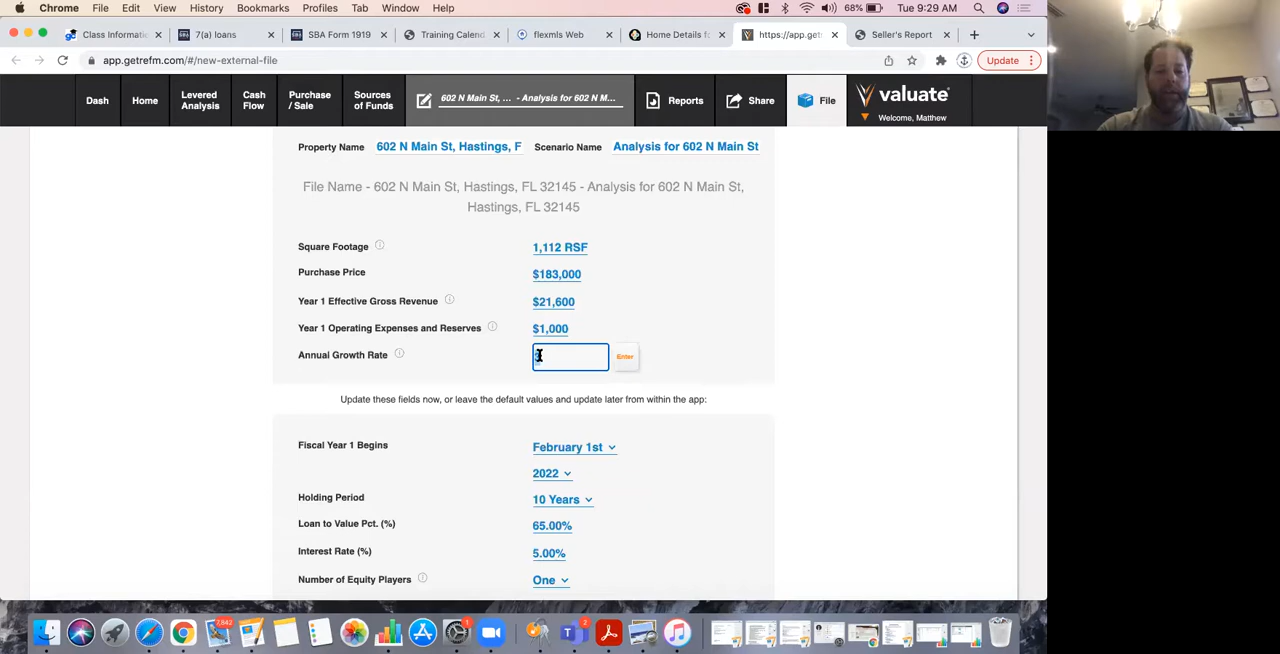 Chrome File Edit View History Bookmarks Profiles Tab Window Help 68% Tue 9:29 AM
Class Informati 7(a) loans SBA Form 1919 Training Calend flexmls Web Home Details fo https://app.getr Seller's Report
app.getrefm.com/#/new-external-file Update
Dash Home Levered Analysis Cash Flow Purchase / Sale Sources of Funds 602 N Main St, ... - Analysis for 602 N M... Reports Share File valuate
Welcome, Matthew
Property Name 602 N Main St, Hastings, F Scenario Name Analysis for 602 N Main St
File Name - 602 N Main St, Hastings, FL 32145 - Analysis for 602 N Main St,
Hastings, FL 32145
Square Footage 1,112 RSF
Purchase Price $183,000
Year 1 Effective Gross Revenue $21,600
Year 1 Operating Expenses and Reserves $1,000
Annual Growth Rate Enter
Update these fields now, or leave the default values and update later from within the app:
Fiscal Year 1 Begins February 1st
2022
Holding Period 10 Years
Loan to Value Pct. (%) 65.00%
Interest Rate (%) 5.00%
Number of Equity Players One
7,842 1 2